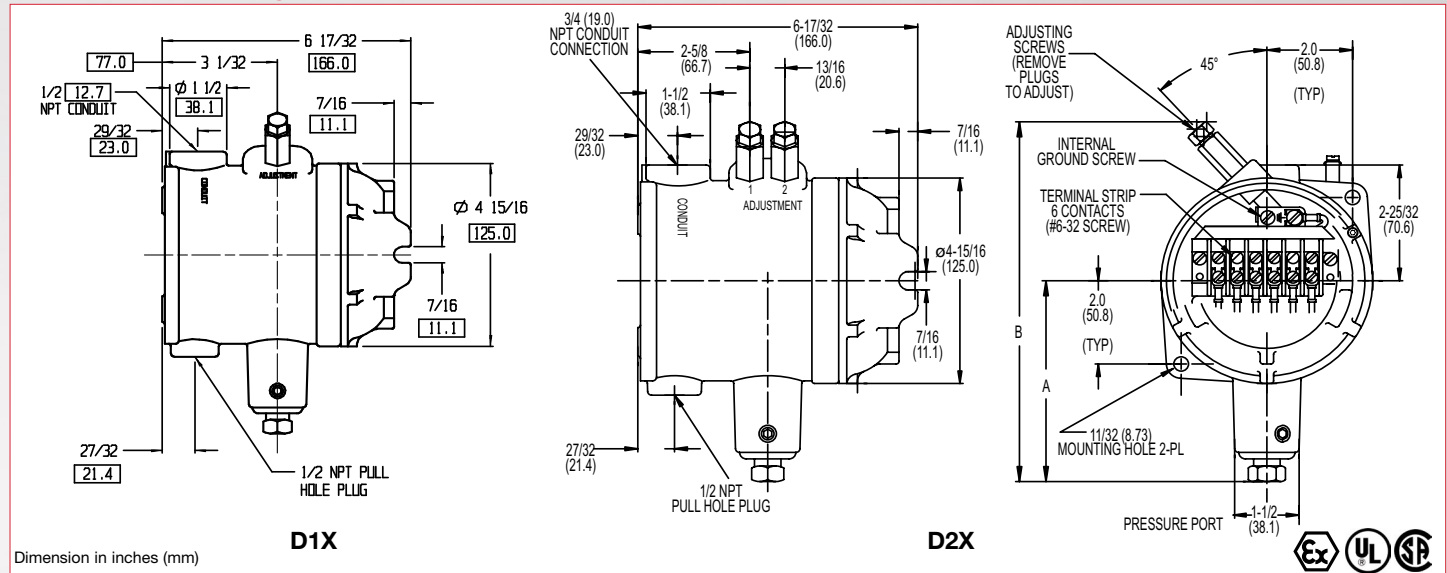 6 17/32
166.0
77.0
3 1/32
1/2 12.7
NPT CONDUIT
Ø 1 1/2
38.1
7/16
11.1
29/32
23.0
CONDUIT
ADJUSTMENT
Ø 4 15/16
125.0
7/16
11.1
27/32
21.4
1/2 NPT PULL
HOLE PLUG
D1X
Dimension in inches (mm)
3/4 (19.0)
NPT CONDUIT
CONNECTION
6-17/32
(166.0)
2-5/8
(66.7)
13/16
(20.6)
1-1/2
(38.1)
29/32
(23.0)
7/16
(11.1)
1 2
ADJUSTMENT
CONDUIT
ø4-15/16
(125.0)
7/16
(11.1)
27/32
(21.4)
1/2 NPT
PULL HOLE PLUG
D2X
ADJUSTING
SCREWS
(REMOVE
PLUGS
TO ADJUST)
45°
2.0
(50.8)
(TYP)
INTERNAL
GROUND SCREW
TERMINAL STRIP
6 CONTACTS
(#6-32 SCREW)
2-25/32
(70.6)
2.0
(50.8)
(TYP)
B
A
11/32 (8.73)
MOUNTING HOLE 2-PL
PRESSURE PORT
1-1/2
(38.1)
Ex
UL
®
SA